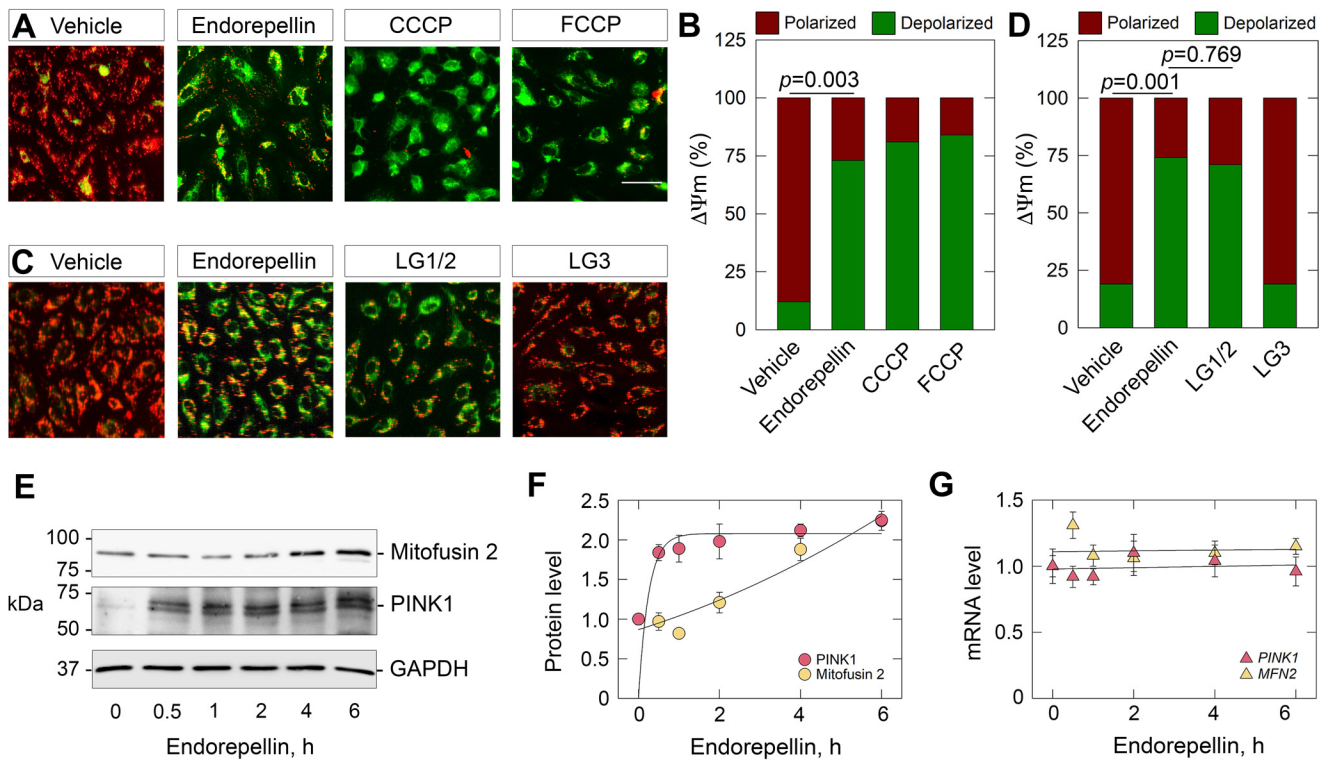 A
Vehicle
Endorepellin
CCCP
FCCP
C
Vehicle
Endorepellin
LG1/2
LG3
B
Polarized
Depolarized
125
100
75
50
25
0
ΔΨm (%)
p=0.003
Vehicle
Endorepellin
CCCP
FCCP
D
Polarized
Depolarized
125
100
75
50
25
0
ΔΨm (%)
p=0.769
p=0.001
Vehicle
Endorepellin
LG1/2
LG3
E
100
75
Mitofusin 2
kDa
75
50
PINK1
37
GAPDH
0 0.5 1 2 4 6
Endorepellin, h
F
2.5
2.0
1.5
1.0
0.5
0
Protein level
PINK1
Mitofusin 2
0 2 4 6
Endorepellin, h
G
1.5
1.0
0.5
0
mRNA level
PINK1
MFN2
0 2 4 6
Endorepellin, h